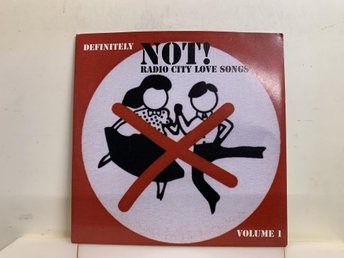 DEFINITELY
NOT!
RADIO CITY LOVE SONGS
VOLUME 1